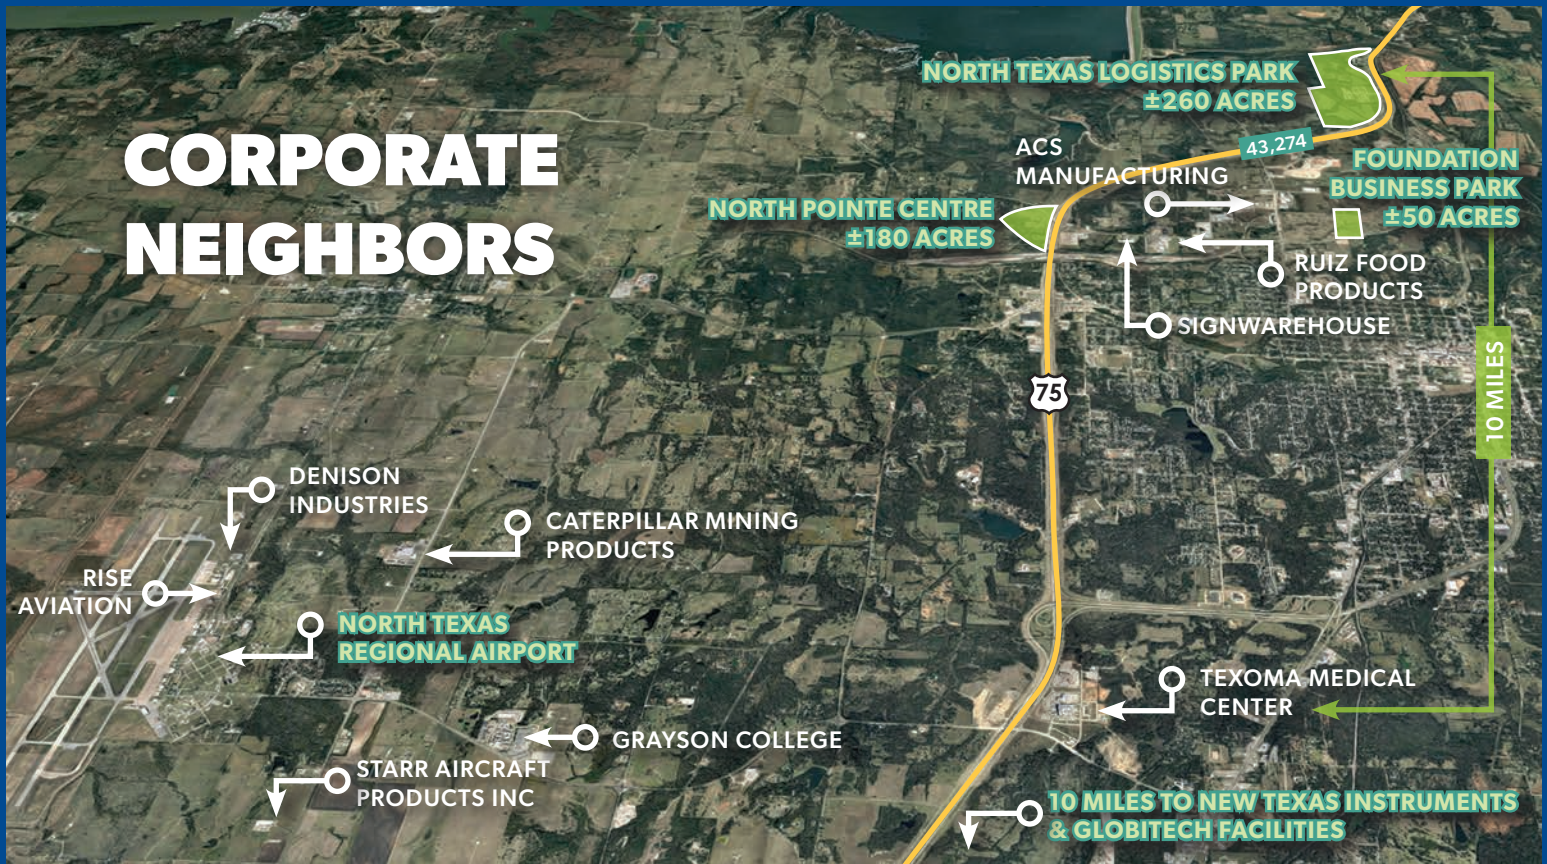 CORPORATE
NEIGHBORS
NORTH TEXAS LOGISTICS PARK
±260 ACRES
43,274
ACS
MANUFACTURING
FOUNDATION
BUSINESS PARK
±50 ACRES
NORTH POINTE CENTRE
±180 ACRES
RUIZ FOOD
PRODUCTS
SIGNWAREHOUSE
10 MILES
75
DENISON
INDUSTRIES
CATERPILLAR MINING
PRODUCTS
RISE
AVIATION
NORTH TEXAS
REGIONAL AIRPORT
TEXOMA MEDICAL
CENTER
GRAYSON COLLEGE
STARR AIRCRAFT
PRODUCTS INC
10 MILES TO NEW TEXAS INSTRUMENTS
& GLOBITECH FACILITIES